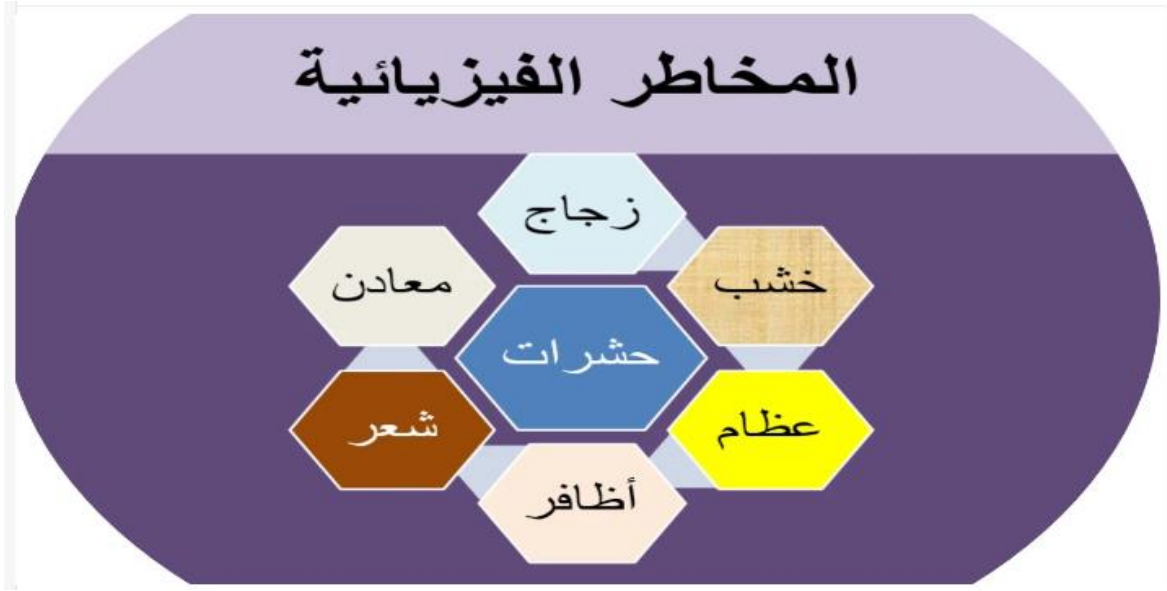 المخاطر الفيزيائية
زجاج
خشب
معادن
حشرات
عظام
شعر
أظافر